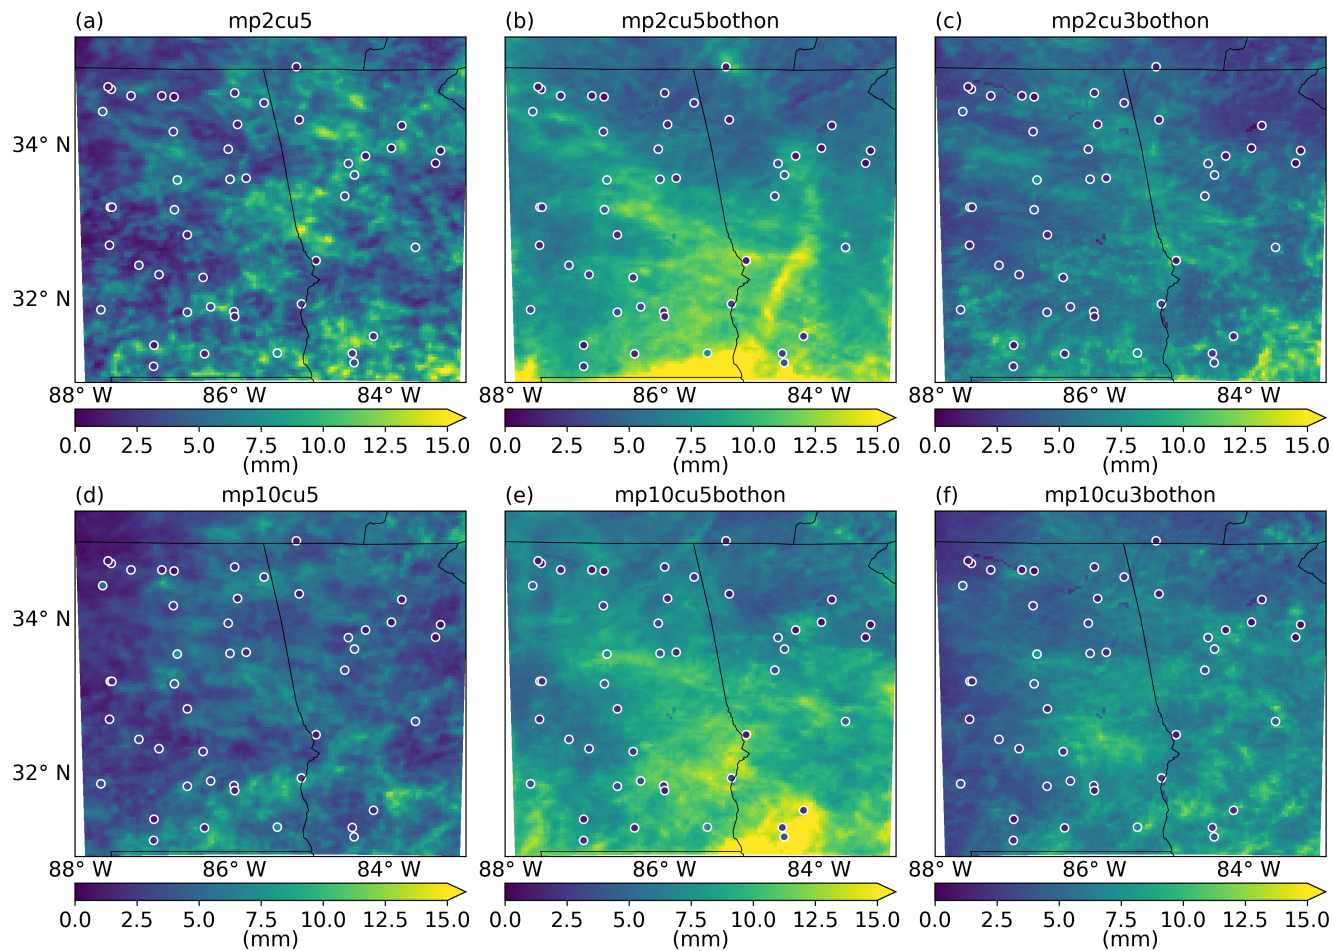 (a) mp2cu5 (b) mp2cu5bothon (c) mp2cu3bothon
34° N
32° N
88° W 86° W 84° W 88° W 86° W 84° W 88° W 86° W 84° W
0.0 2.5 5.0 7.5 10.0 12.5 15.0 0.0 2.5 5.0 7.5 10.0 12.5 15.0 0.0 2.5 5.0 7.5 10.0 12.5 15.0
(mm) (mm) (mm)
(d) mp10cu5 (e) mp10cu5bothon (f) mp10cu3bothon
34° N
32° N
88° W 86° W 84° W 88° W 86° W 84° W 88° W 86° W 84° W
0.0 2.5 5.0 7.5 10.0 12.5 15.0 0.0 2.5 5.0 7.5 10.0 12.5 15.0 0.0 2.5 5.0 7.5 10.0 12.5 15.0
(mm) (mm) (mm)